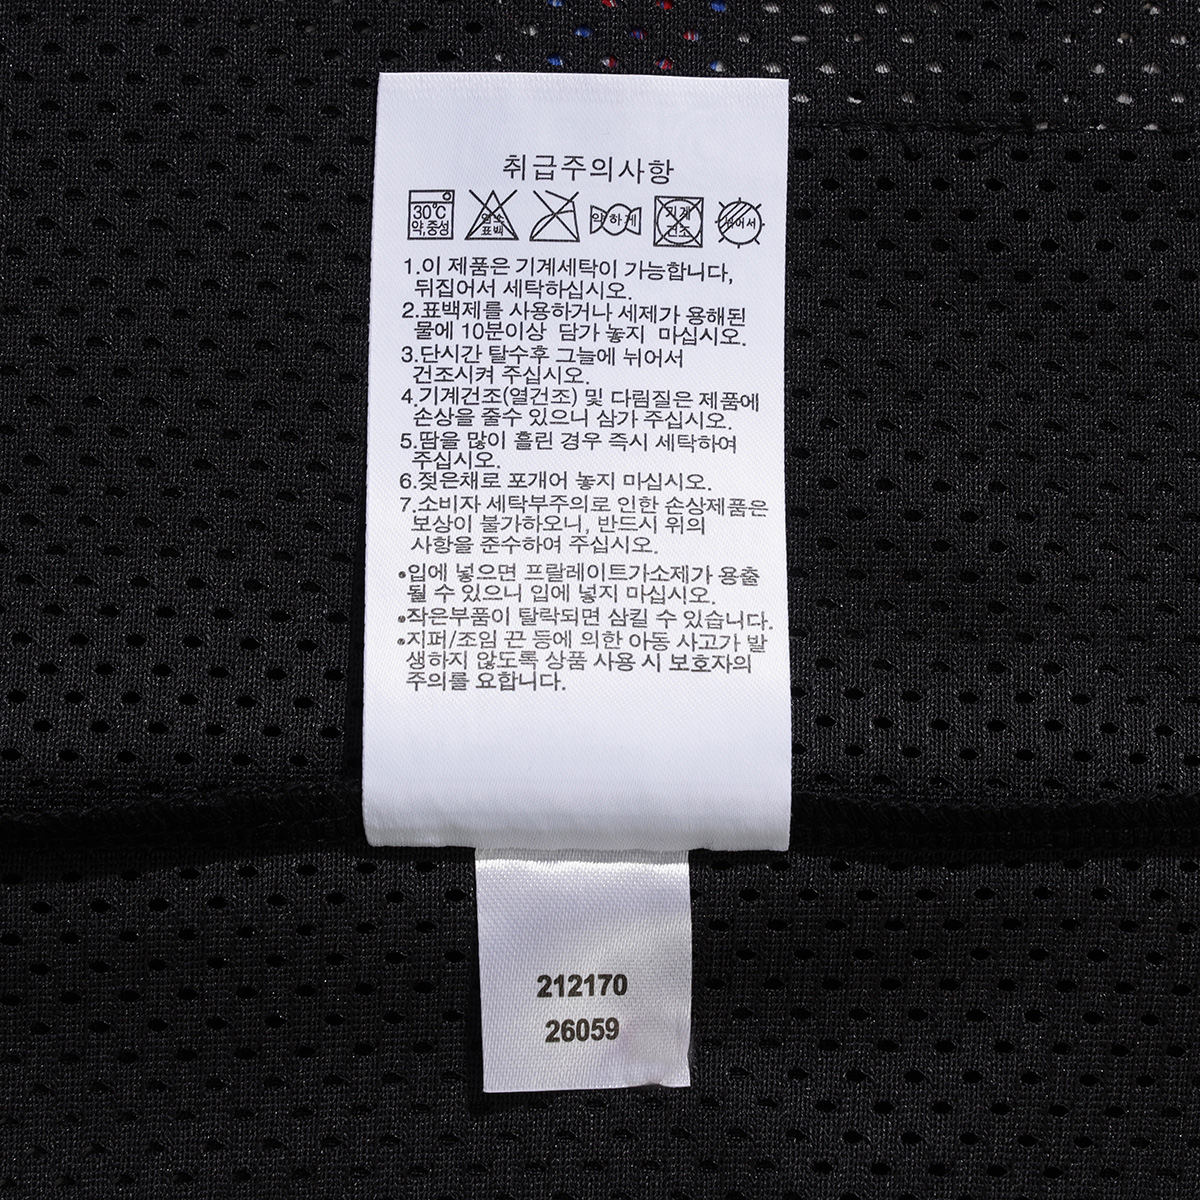 취급주의사항
30℃ 약,중성 염소 표백 약하게 기계 건조 뉘어서
1.이 제품은 기계세탁이 가능합니다,
뒤집어서 세탁하십시오.
2.표백제를 사용하거나 세제가 용해된
물에 10분이상 담가 놓지 마십시오.
3.단시간 탈수후 그늘에 뉘어서
건조시켜 주십시오.
4.기계건조(열건조) 및 다림질은 제품에
손상을 줄수 있으니 삼가 주십시오.
5.땀을 많이 흘린 경우 즉시 세탁하여
주십시오.
6.젖은채로 포개어 놓지 마십시오.
7.소비자 세탁부주의로 인한 손상제품은
보상이 불가하오니, 반드시 위의
사항을 준수하여 주십시오.
•입에 넣으면 프탈레이트가소제가 용출
될 수 있으니 입에 넣지 마십시오.
•작은부품이 탈락되면 삼킬 수 있습니다.
•지퍼/조임 끈 등에 의한 아동 사고가 발
생하지 않도록 상품 사용 시 보호자의
주의를 요합니다.
212170
26059